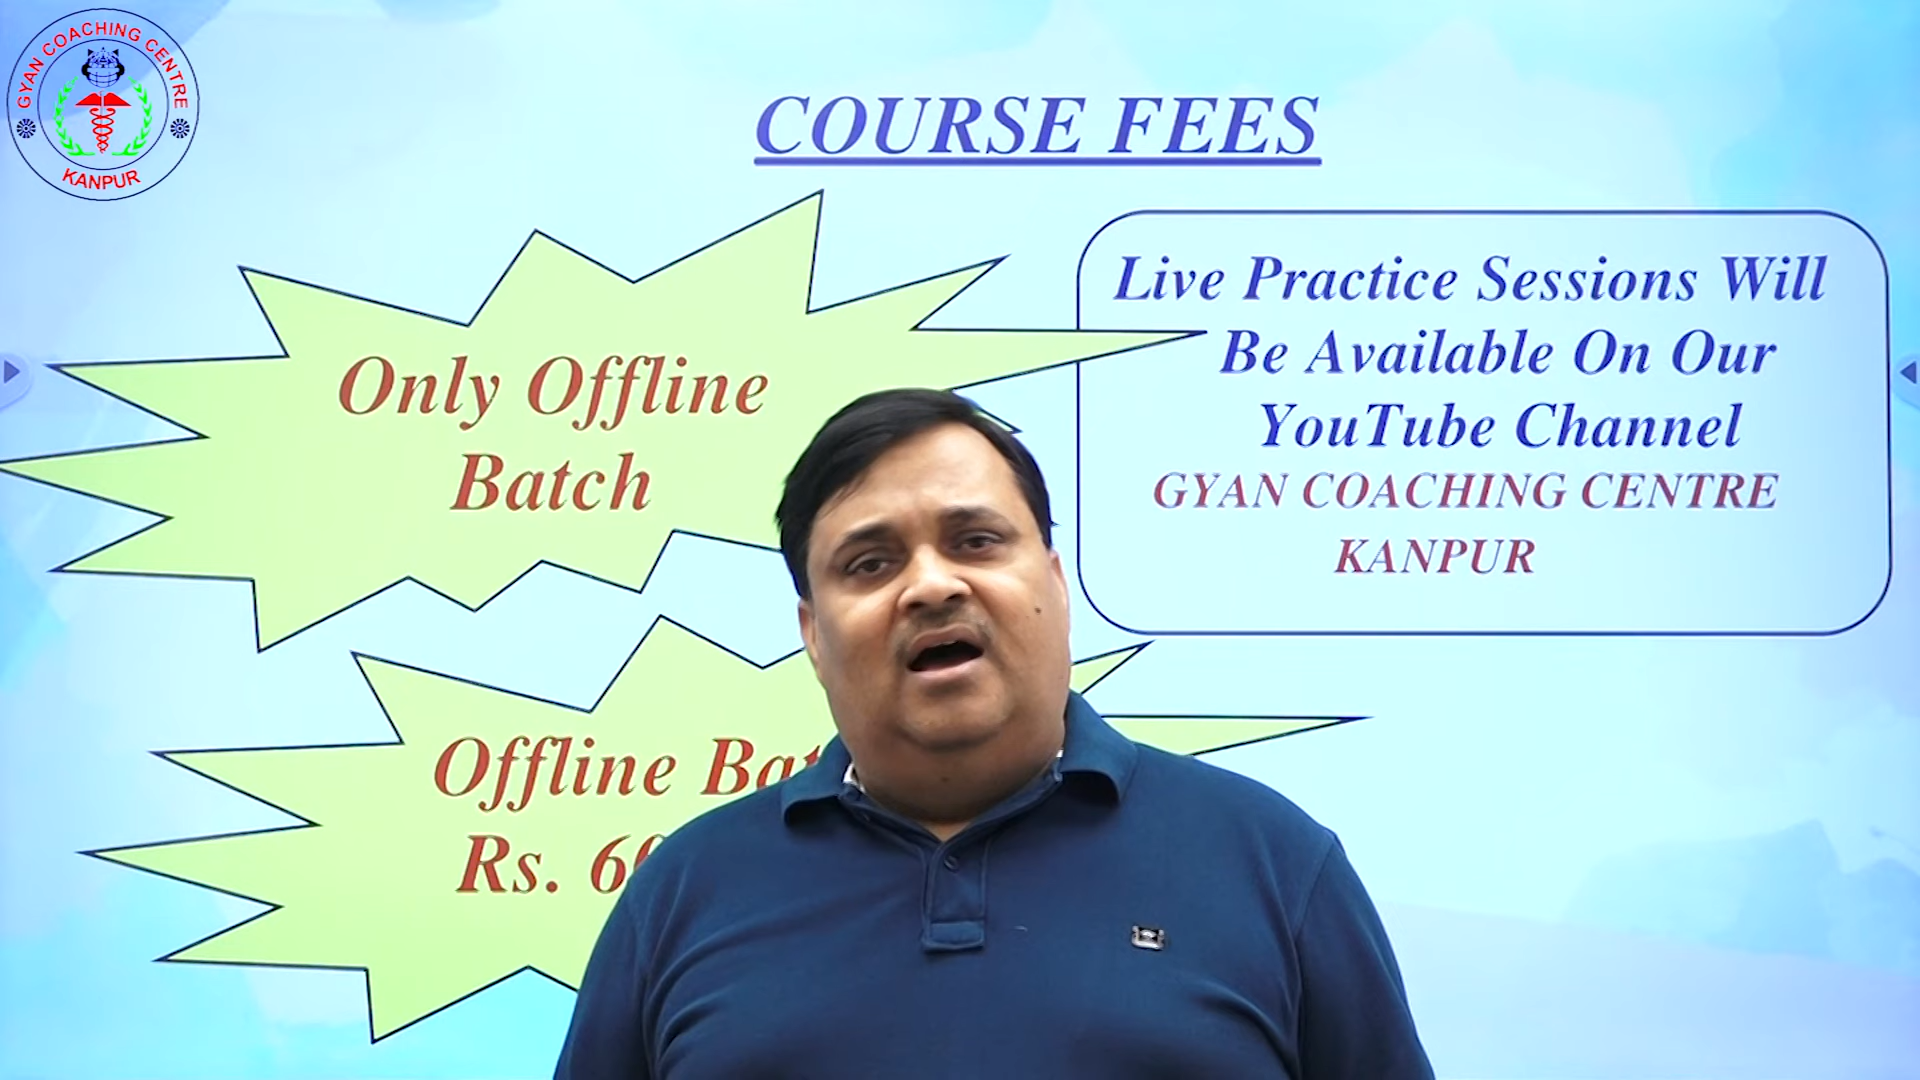 GYAN COACHING CENTRE
KANPUR
COURSE FEES
Only Offline
Batch
Live Practice Sessions Will
Be Available On Our
YouTube Channel
GYAN COACHING CENTRE
KANPUR
Offline
Rs.